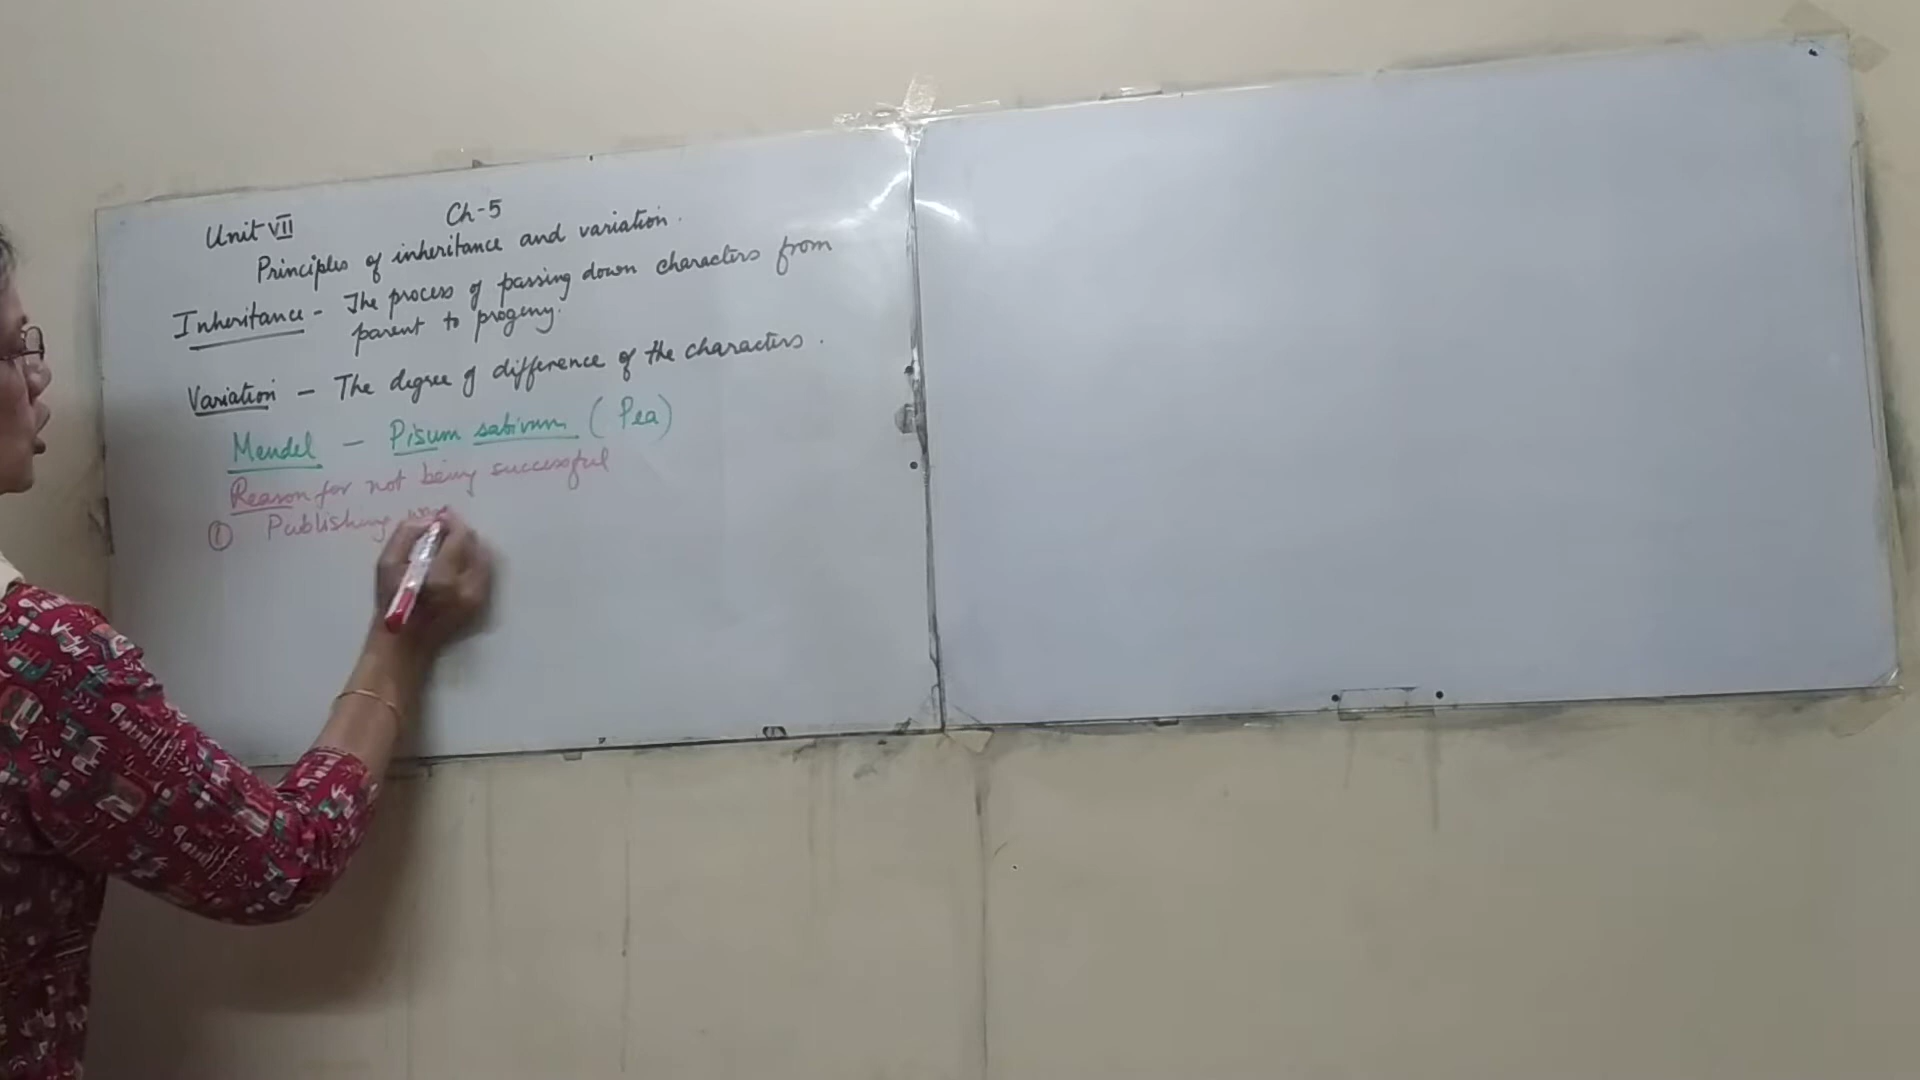 Unit VII Ch-5
Principles of inheritance and variation.
Inheritance - The process of passing down characters from
parent to progeny.
Variation - The degree of difference of the characters.
Mendel - Pisum sativum (Pea)
Reason for not being successful
① Publishing was